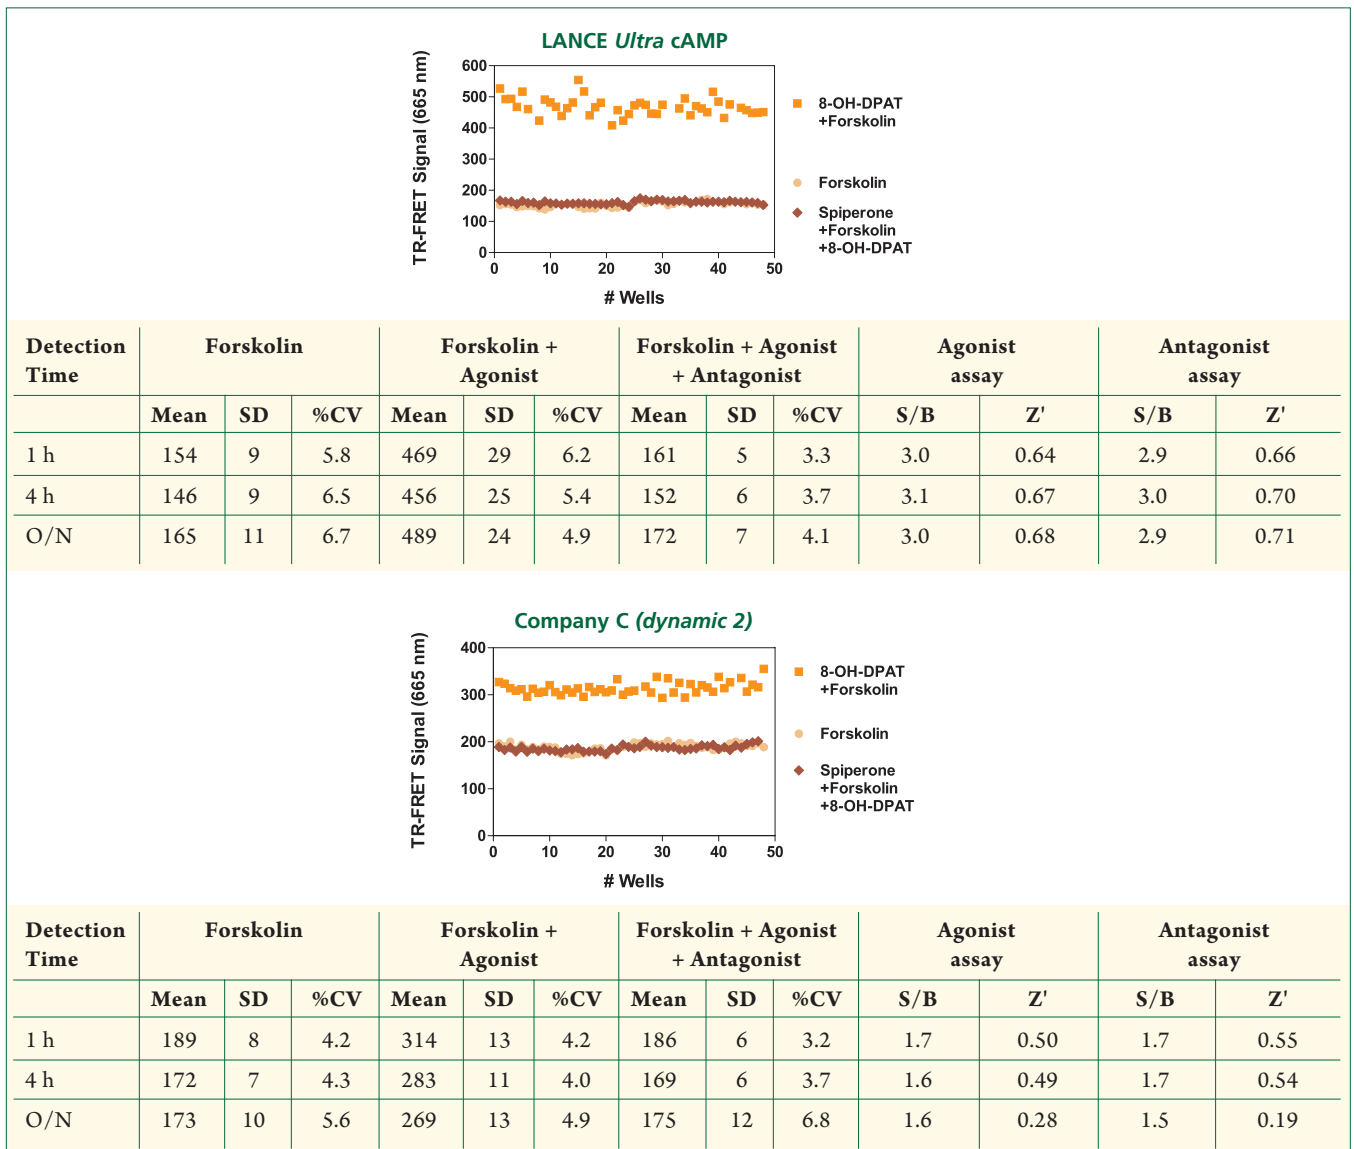 LANCE Ultra cAMP
TR-FRET Signal (665 nm)
600
500
400
300
200
100
0
0 10 20 30 40 50
# Wells
8-OH-DPAT
+Forskolin
Forskolin
Spiperone
+Forskolin
+8-OH-DPAT
Detection Time Forskolin Forskolin + Agonist Forskolin + Agonist + Antagonist Agonist assay Antagonist assay
Mean SD %CV Mean SD %CV Mean SD %CV S/B Z' S/B Z'
1 h 154 9 5.8 469 29 6.2 161 5 3.3 3.0 0.64 2.9 0.66
4 h 146 9 6.5 456 25 5.4 152 6 3.7 3.1 0.67 3.0 0.70
O/N 165 11 6.7 489 24 4.9 172 7 4.1 3.0 0.68 2.9 0.71
Company C (dynamic 2)
TR-FRET Signal (665 nm)
400
300
200
100
0
0 10 20 30 40 50
# Wells
8-OH-DPAT
+Forskolin
Forskolin
Spiperone
+Forskolin
+8-OH-DPAT
Detection Time Forskolin Forskolin + Agonist Forskolin + Agonist + Antagonist Agonist assay Antagonist assay
Mean SD %CV Mean SD %CV Mean SD %CV S/B Z' S/B Z'
1 h 189 8 4.2 314 13 4.2 186 6 3.2 1.7 0.50 1.7 0.55
4 h 172 7 4.3 283 11 4.0 169 6 3.7 1.6 0.49 1.7 0.54
O/N 173 10 5.6 269 13 4.9 175 12 6.8 1.6 0.28 1.5 0.19